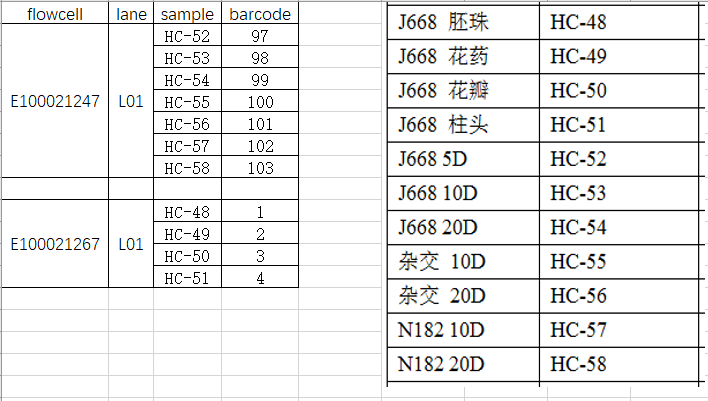 flowcell lane sample barcode
E100021247 L01 HC-52 97
HC-53 98
HC-54 99
HC-55 100
HC-56 101
HC-57 102
HC-58 103
E100021267 L01 HC-48 1
HC-49 2
HC-50 3
HC-51 4
J668 胚珠 HC-48
J668 花药 HC-49
J668 花瓣 HC-50
J668 柱头 HC-51
J668 5D HC-52
J668 10D HC-53
J668 20D HC-54
杂交 10D HC-55
杂交 20D HC-56
N182 10D HC-57
N182 20D HC-58